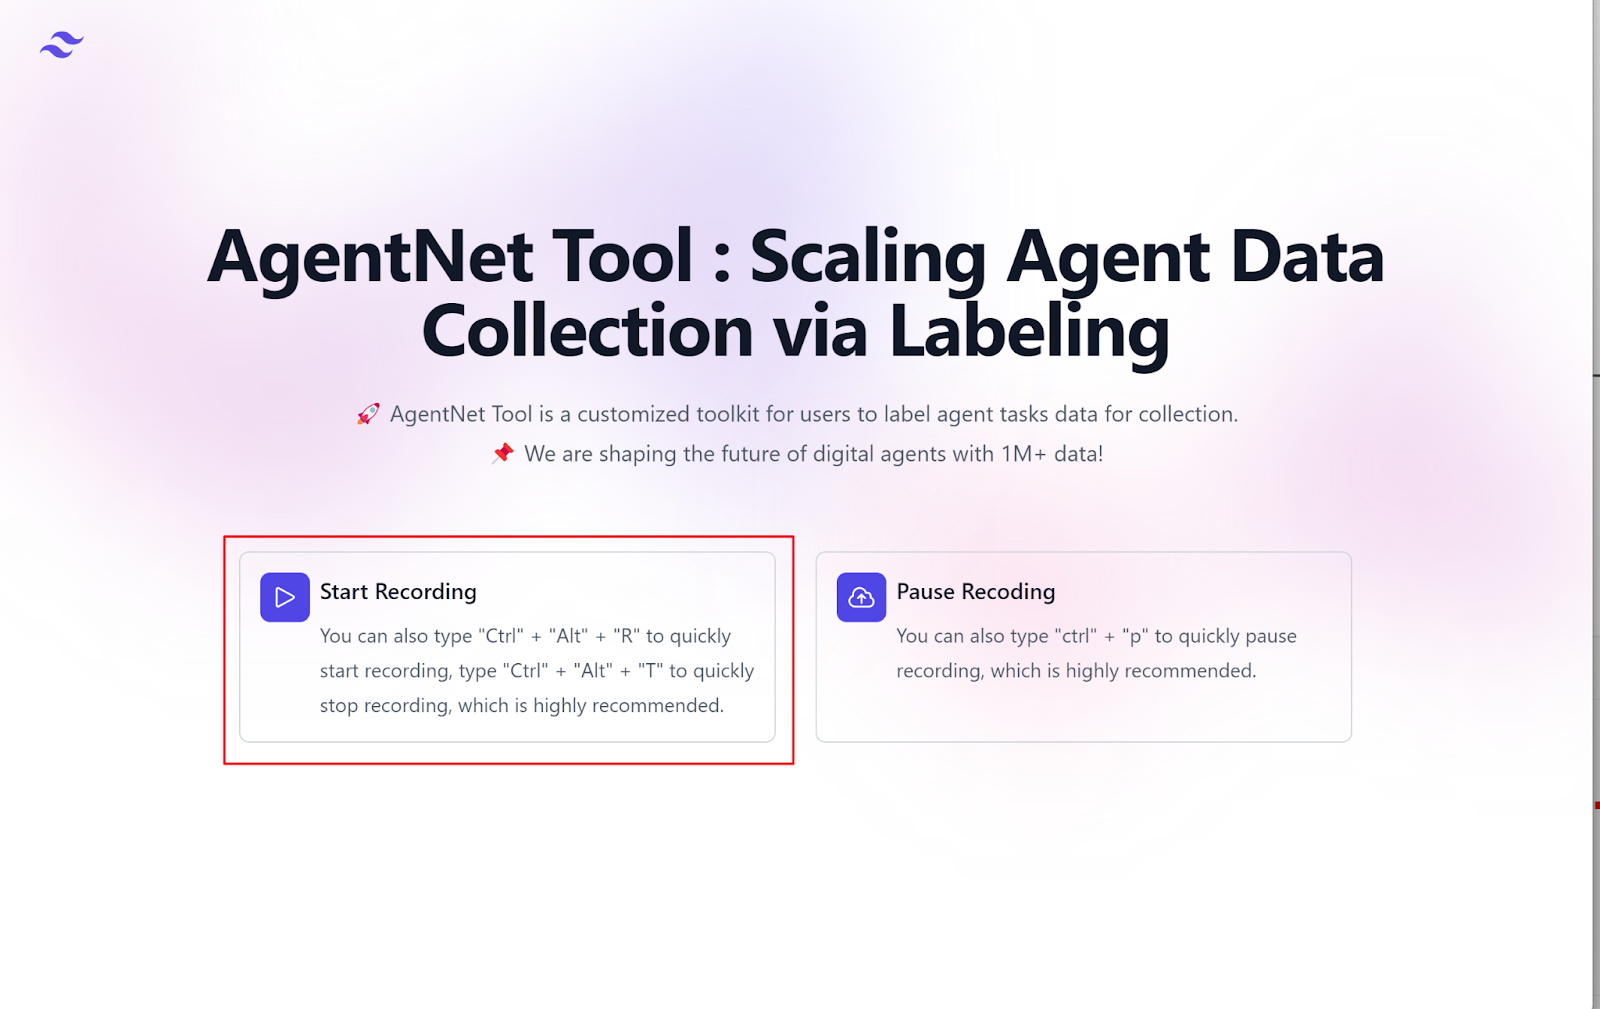 AgentNet Tool : Scaling Agent Data
Collection via Labeling
🚀 AgentNet Tool is a customized toolkit for users to label agent tasks data for collection.
📌 We are shaping the future of digital agents with 1M+ data!
Start Recording
You can also type "Ctrl" + "Alt" + "R" to quickly
start recording, type "Ctrl" + "Alt" + "T" to quickly
stop recording, which is highly recommended.
Pause Recoding
You can also type "ctrl" + "p" to quickly pause
recording, which is highly recommended.